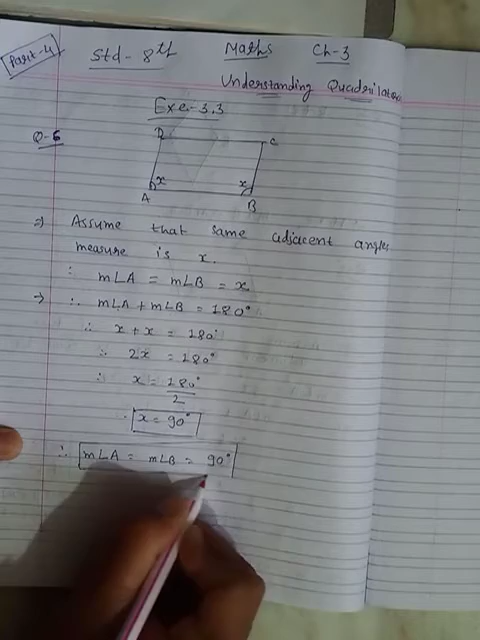 Part-4
Std - 8th Maths Ch-3
Understanding Quadrilater
Exe-3.3
Q-6
D C
x x
A B
⇒ Assume that same adjacent angles
measure is x.
∴ m∠A = m∠B = x
⇒ ∴ m∠A + m∠B = 180°
∴ x + x = 180°
∴ 2x = 180°
∴ x = 180°
2
∴ x = 90°
∴ m∠A = m∠B = 90°